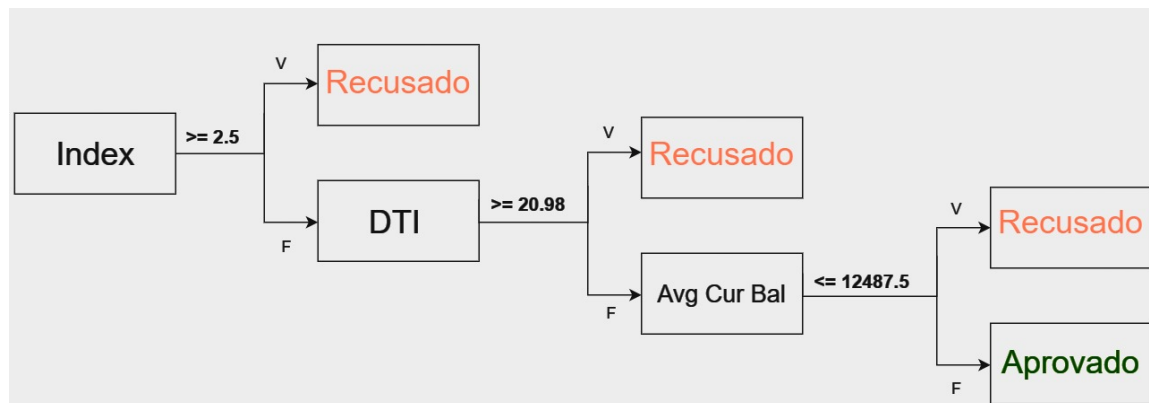 V
Recusado
Index
>= 2.5
F
DTI
>= 20.98
V
Recusado
F
Avg Cur Bal
<= 12487.5
V
Recusado
F
Aprovado